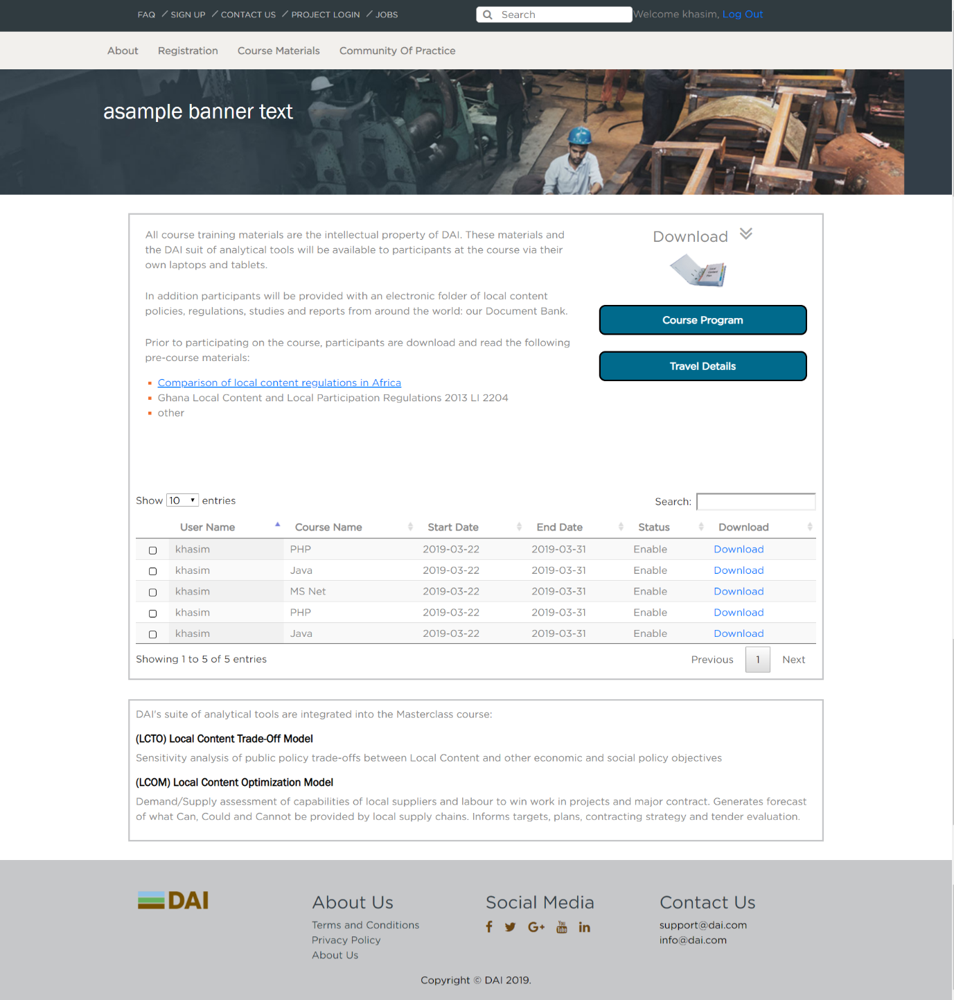 FAQ / SIGN UP / CONTACT US / PROJECT LOGIN / JOBS
Search
Welcome khasim, Log Out
About Registration Course Materials Community Of Practice
asample banner text
All course training materials are the intellectual property of DAI. These materials and
the DAI suit of analytical tools will be available to participants at the course via their
own laptops and tablets.
In addition participants will be provided with an electronic folder of local content
policies, regulations, studies and reports from around the world: our Document Bank.
Prior to participating on the course, participants are download and read the following
pre-course materials:
Comparison of local content regulations in Africa
Ghana Local Content and Local Participation Regulations 2013 LI 2204
other
Download
Local
Content
Course Program
Travel Details
Show 10 entries
Search:
User Name Course Name Start Date End Date Status Download
khasim PHP 2019-03-22 2019-03-31 Enable Download
khasim Java 2019-03-22 2019-03-31 Enable Download
khasim MS Net 2019-03-22 2019-03-31 Enable Download
khasim PHP 2019-03-22 2019-03-31 Enable Download
khasim Java 2019-03-22 2019-03-31 Enable Download
Showing 1 to 5 of 5 entries
Previous 1 Next
DAI's suite of analytical tools are integrated into the Masterclass course:
(LCTO) Local Content Trade-Off Model
Sensitivity analysis of public policy trade-offs between Local Content and other economic and social policy objectives
(LCOM) Local Content Optimization Model
Demand/Supply assessment of capabilities of local suppliers and labour to win work in projects and major contract. Generates forecast
of what Can, Could and Cannot be provided by local supply chains. Informs targets, plans, contracting strategy and tender evaluation.
DAI
About Us
Terms and Conditions
Privacy Policy
About Us
Social Media
You
Tube
Contact Us
support@dai.com
info@dai.com
Copyright © DAI 2019.